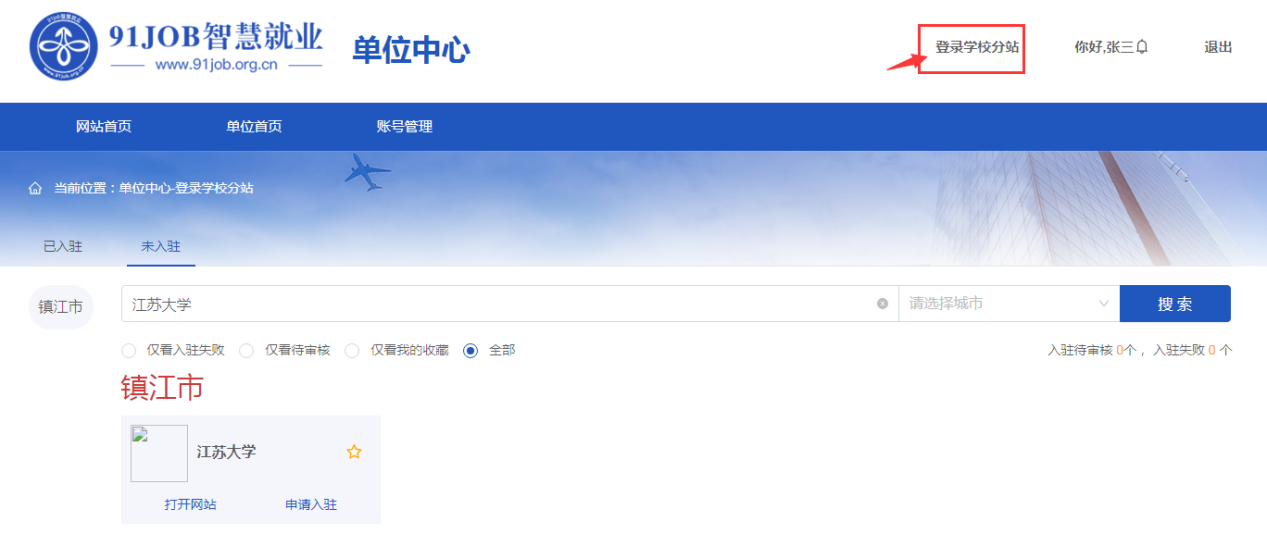 91JOB智慧就业
www.91job.org.cn
单位中心
登录学校分站
你好,张三
退出
网站首页
单位首页
账号管理
当前位置：单位中心-登录学校分站
已入驻
未入驻
镇江市
江苏大学
请选择城市
搜 索
仅看入驻失败
仅看待审核
仅看我的收藏
全部
入驻待审核 0个 ，入驻失败 0 个
镇江市
江苏大学
打开网站
申请入驻